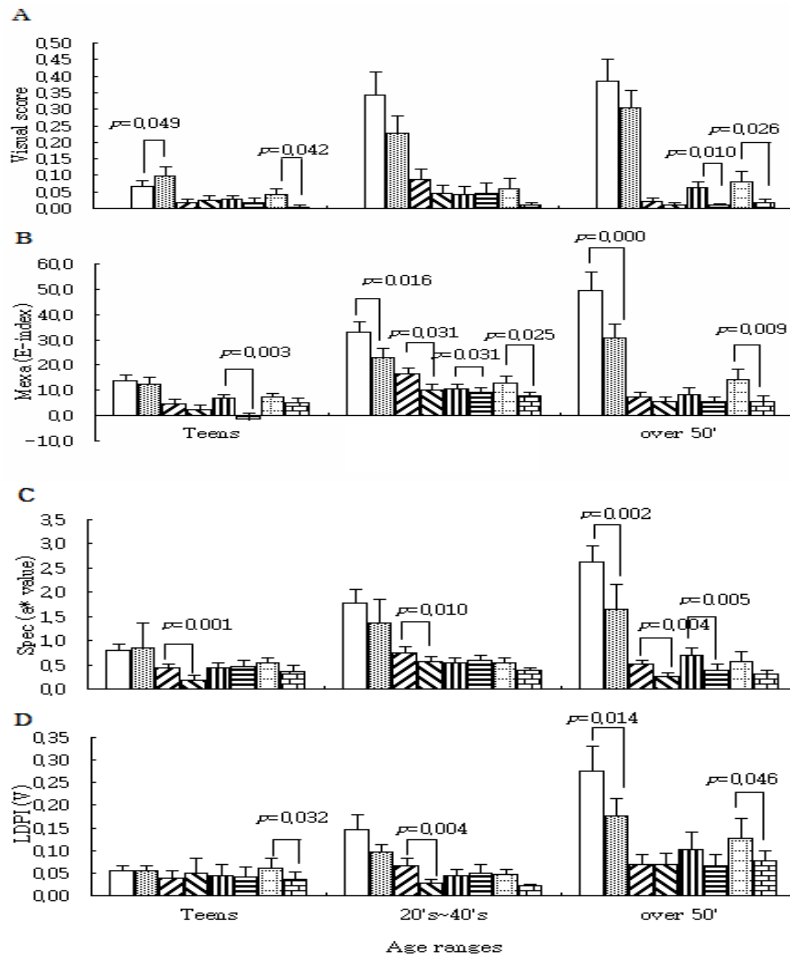 A
Visual score
0,50
0,45
0,40
0,35
0,30
0,25
0,20
0,15
0,10
0,05
0,00
p=0,049
p=0,042
p=0,010
p=0,026
B
Mexa (E-index)
60,0
50,0
40,0
30,0
20,0
10,0
0,0
-10,0
p=0,003
p=0,016
p=0,031
p=0,031
p=0,025
p=0,000
p=0,009
Teens
over 50'
C
Spec (a* value)
3,5
3,0
2,5
2,0
1,5
1,0
0,5
0,0
p=0,001
p=0,010
p=0,002
p=0,004
p=0,005
D
LDPI (V)
0,35
0,30
0,25
0,20
0,15
0,10
0,05
0,00
p=0,032
p=0,004
p=0,014
p=0,046
Teens 20's~40's over 50'
Age ranges